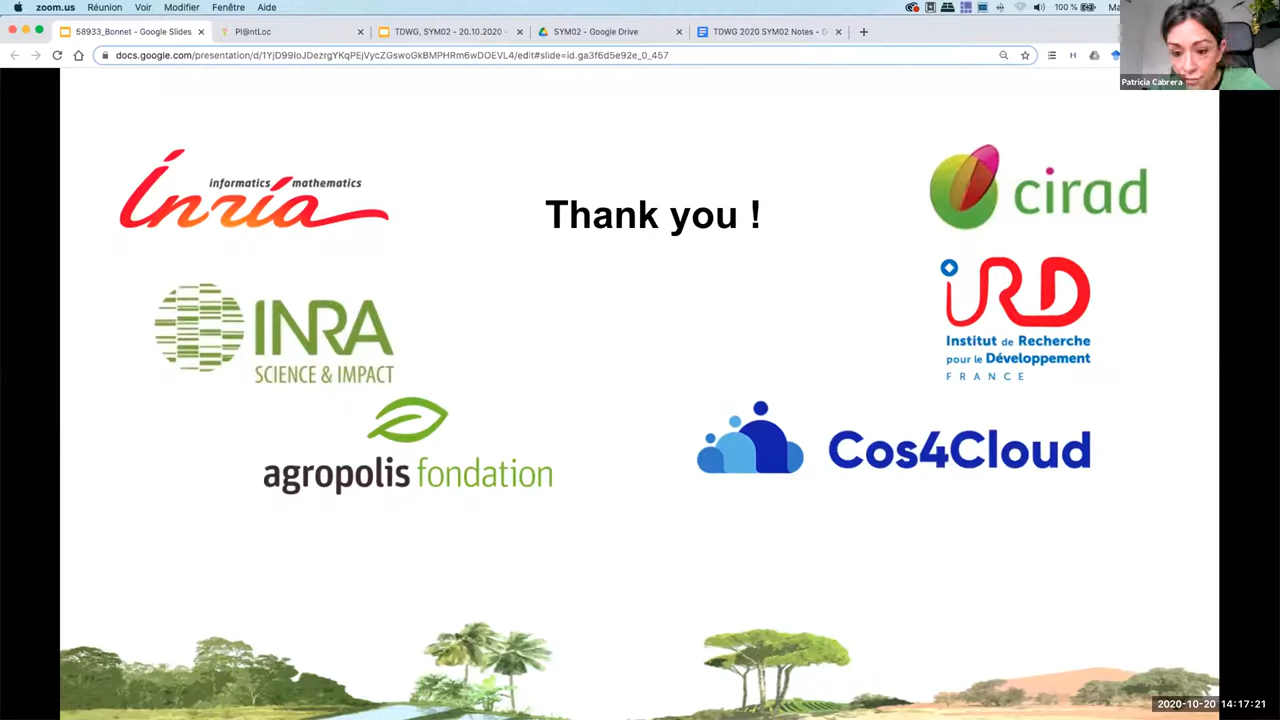 zoom.us Réunion Voir Modifier Fenêtre Aide 100 %
58933_Bonnet - Google Slides Pl@ntLoc TDWG, SYM02 - 20.10.2020 - SYM02 - Google Drive TDWG 2020 SYM02 Notes - G
docs.google.com/presentation/d/1YjD99IoJDezrgYKqPEjVycZGswoGkBMPHRm6wDOEVL4/edit#slide=id.ga3f6d5e92e_0_457
Patricia Cabrera
informatics mathematics
inria
Thank you !
cirad
INRA
SCIENCE & IMPACT
iRD
Institut de Recherche
pour le Développement
FRANCE
agropolis fondation
Cos4Cloud
2020-10-20 14:17:21